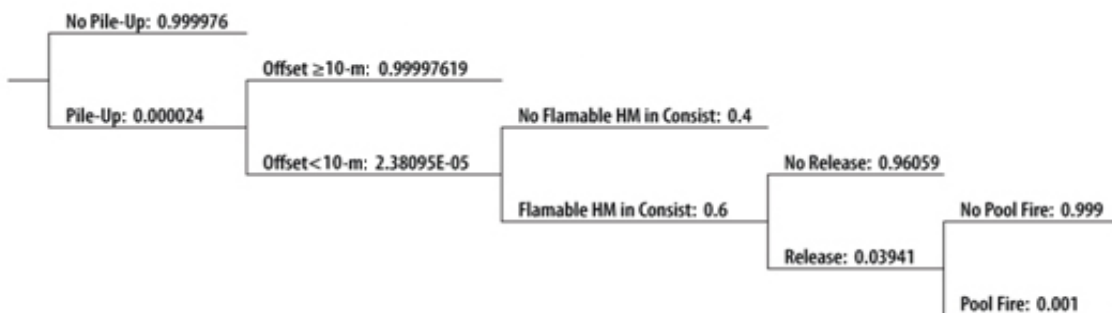 No Pile-Up: 0.999976
Offset ≥10-m: 0.99997619
Pile-Up: 0.000024
No Flamable HM in Consist: 0.4
Offset<10-m: 2.38095E-05
No Release: 0.96059
Flamable HM in Consist: 0.6
No Pool Fire: 0.999
Release: 0.03941
Pool Fire: 0.001